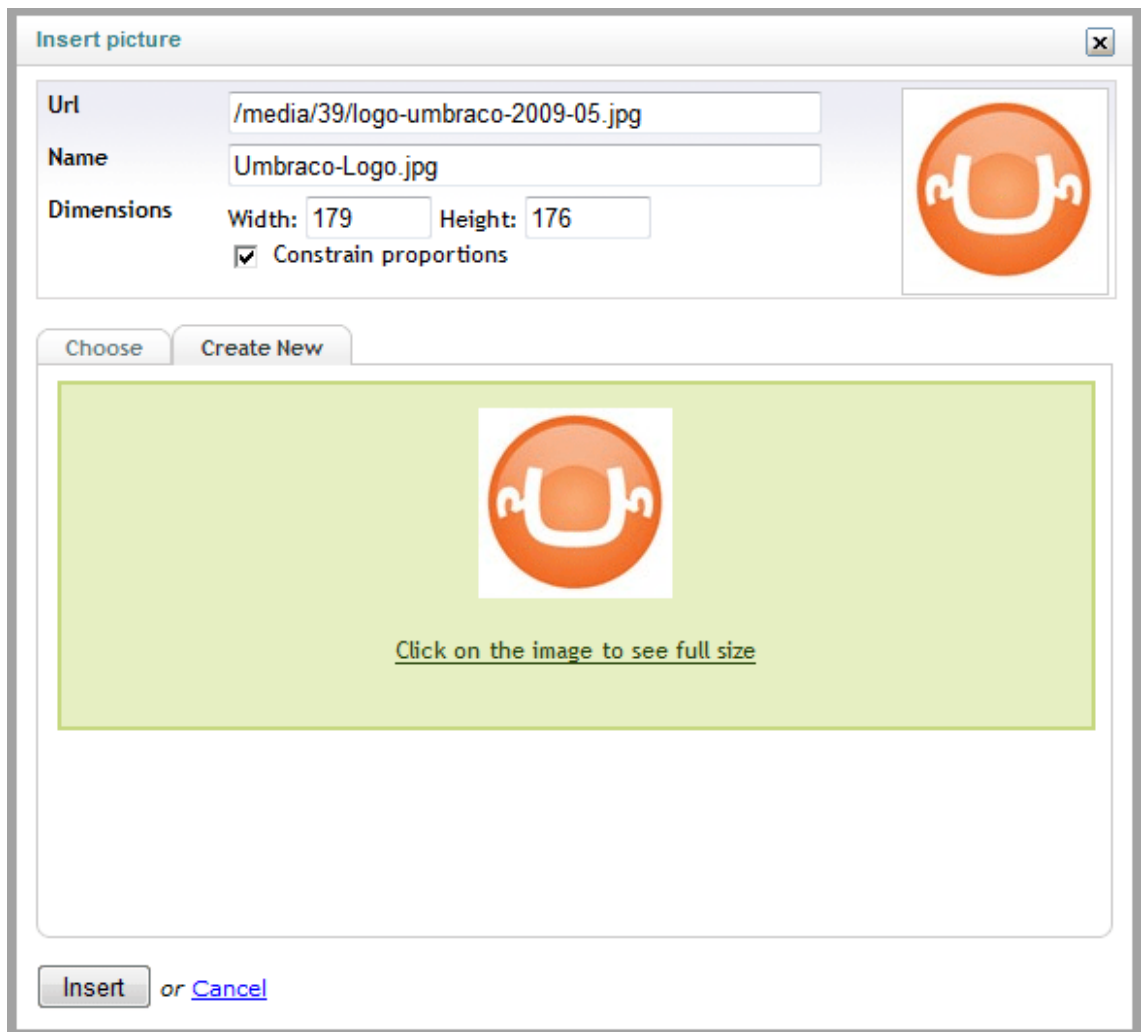 Insert picture
Url /media/39/logo-umbraco-2009-05.jpg
Name Umbraco-Logo.jpg
Dimensions Width: 179 Height: 176
Constrain proportions
Choose Create New
Click on the image to see full size
Insert or Cancel